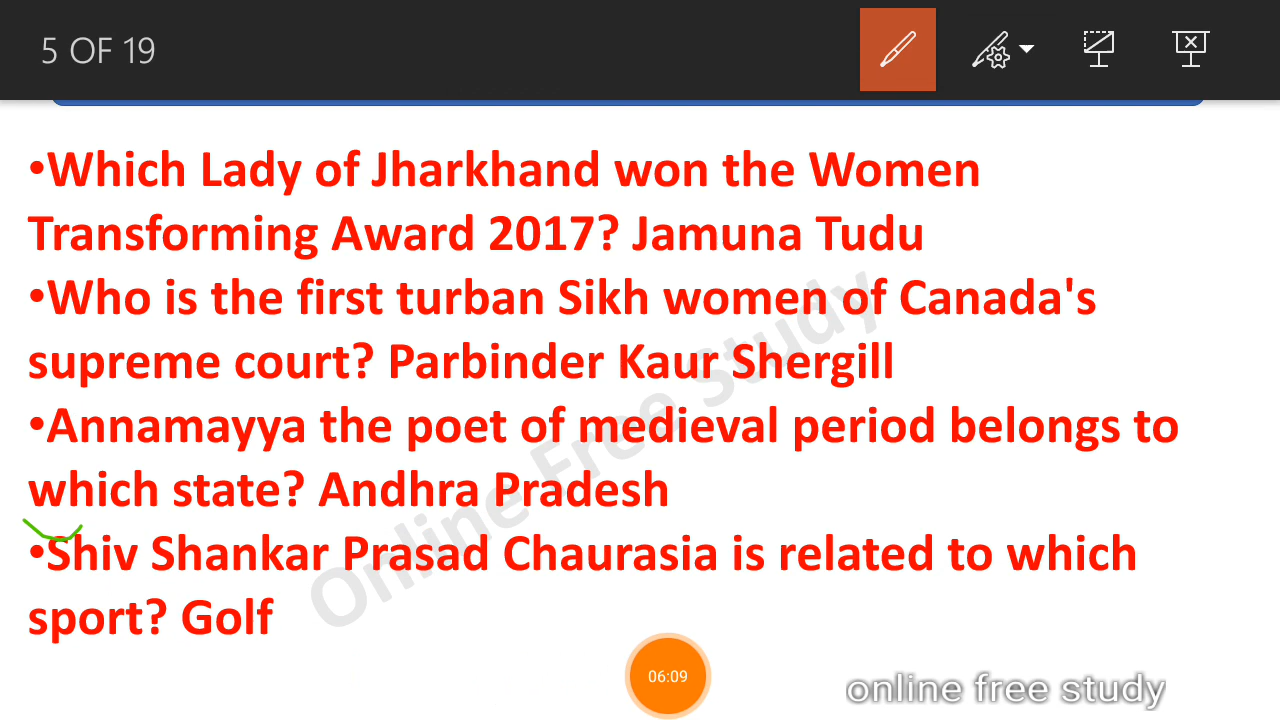 5 OF 19
•Which Lady of Jharkhand won the Women
Transforming Award 2017? Jamuna Tudu
•Who is the first turban Sikh women of Canada's
supreme court? Parbinder Kaur Shergill
•Annamayya the poet of medieval period belongs to
which state? Andhra Pradesh
•Shiv Shankar Prasad Chaurasia is related to which
sport? Golf
Online Free Study
06:09
online free study